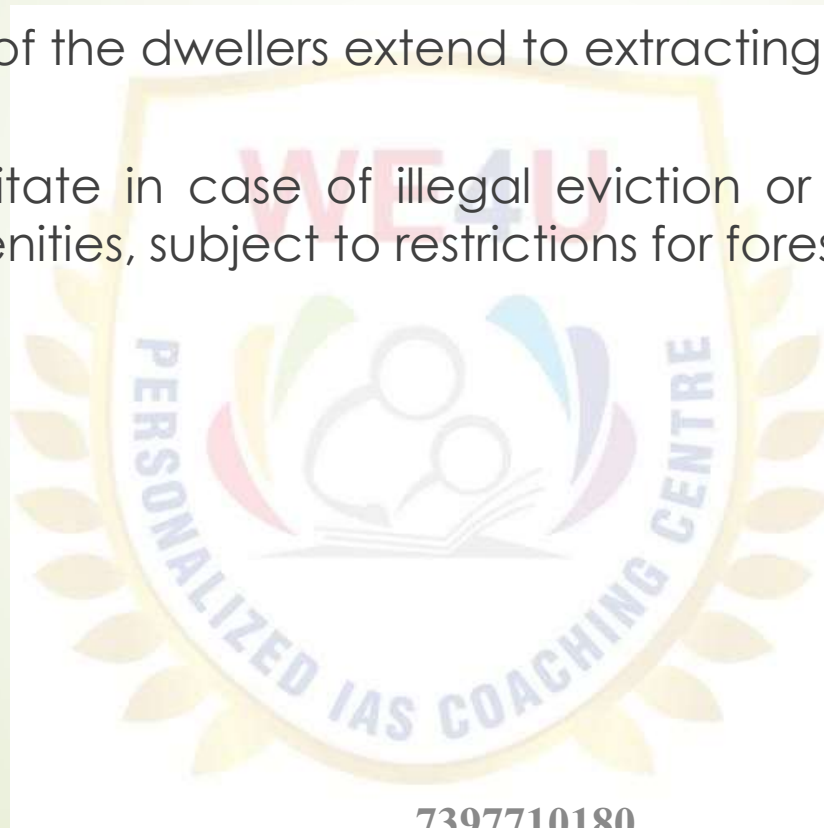 of the dwellers extend to extracting
itate in case of illegal eviction or
enities, subject to restrictions for fores
WE4U
PERSONALIZED IAS COACHING CENTRE
7397710180